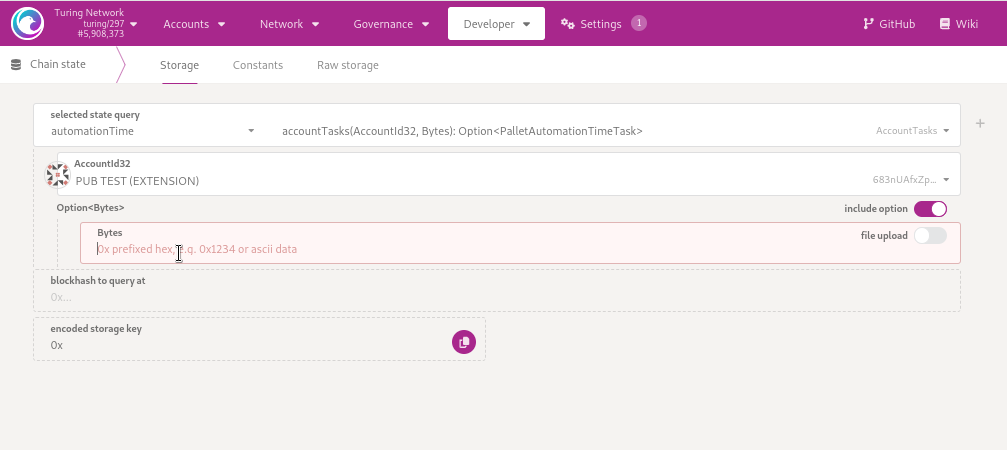 Turing Network
turing/297
#5,908,373
Accounts
Network
Governance
Developer
Settings
1
GitHub
Wiki
Chain state
Storage
Constants
Raw storage
selected state query
automationTime
accountTasks(AccountId32, Bytes): Option<PalletAutomationTimeTask>
AccountTasks
AccountId32
PUB TEST (EXTENSION)
683nUAfxZp...
Option<Bytes>
include option
Bytes
0x prefixed hex, e.g. 0x1234 or ascii data
file upload
blockhash to query at
0x...
encoded storage key
0x